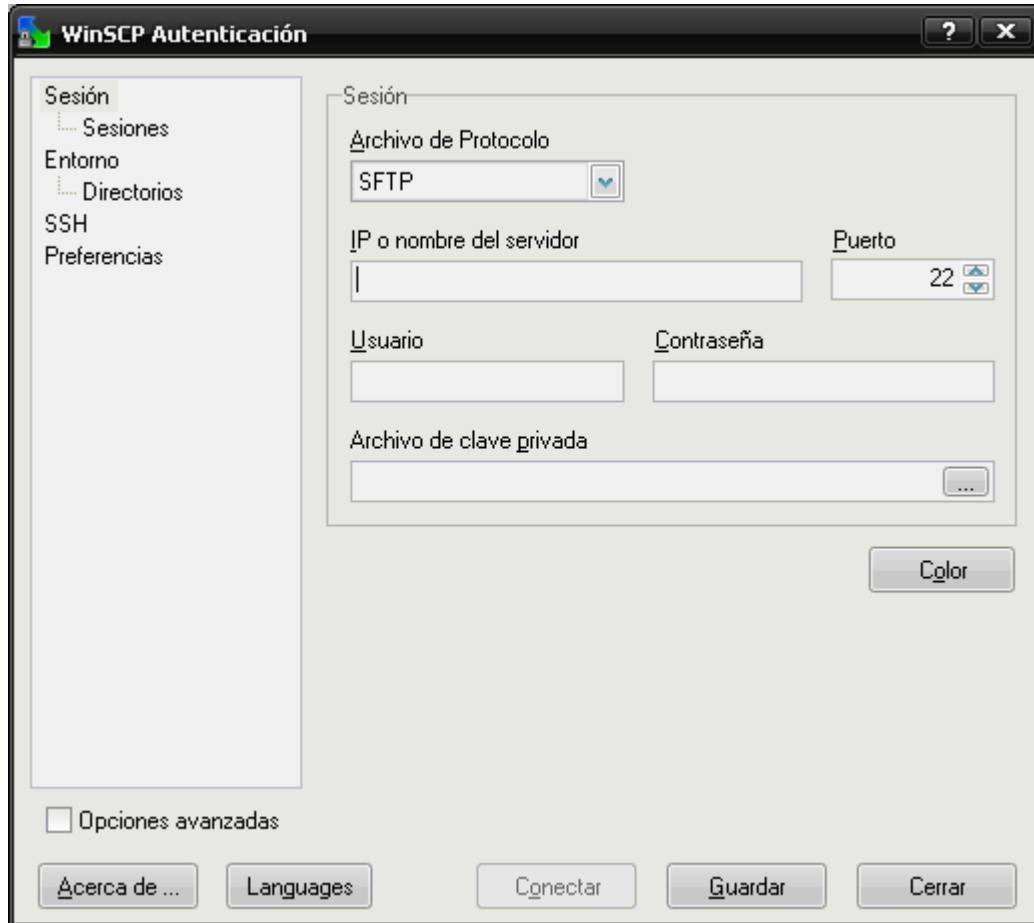 WinSCP Autenticación
Sesión
Sesiones
Entorno
Directorios
SSH
Preferencias
Sesión
Archivo de Protocolo
SFTP
IP o nombre del servidor
Puerto
22
Usuario
Contraseña
Archivo de clave privada
...
Color
Opciones avanzadas
Acerca de ...
Languages
Conectar
Guardar
Cerrar